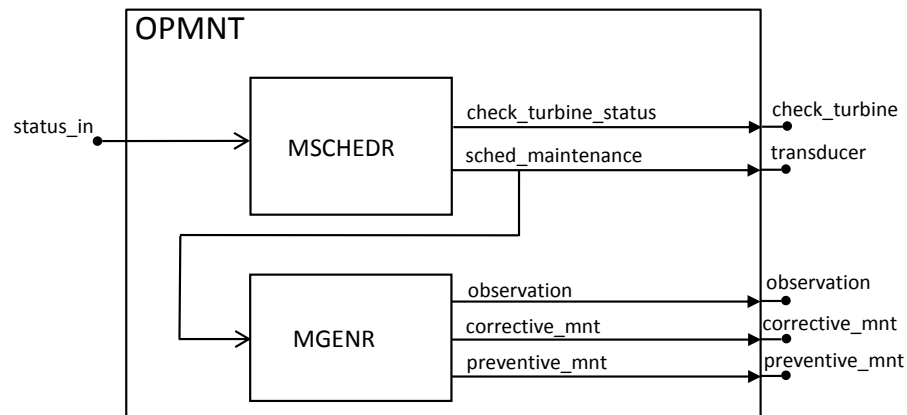 OPMNT
status_in
MSCHEDR
check_turbine_status
check_turbine
sched_maintenance
transducer
MGENR
observation
observation
corrective_mnt
corrective_mnt
preventive_mnt
preventive_mnt